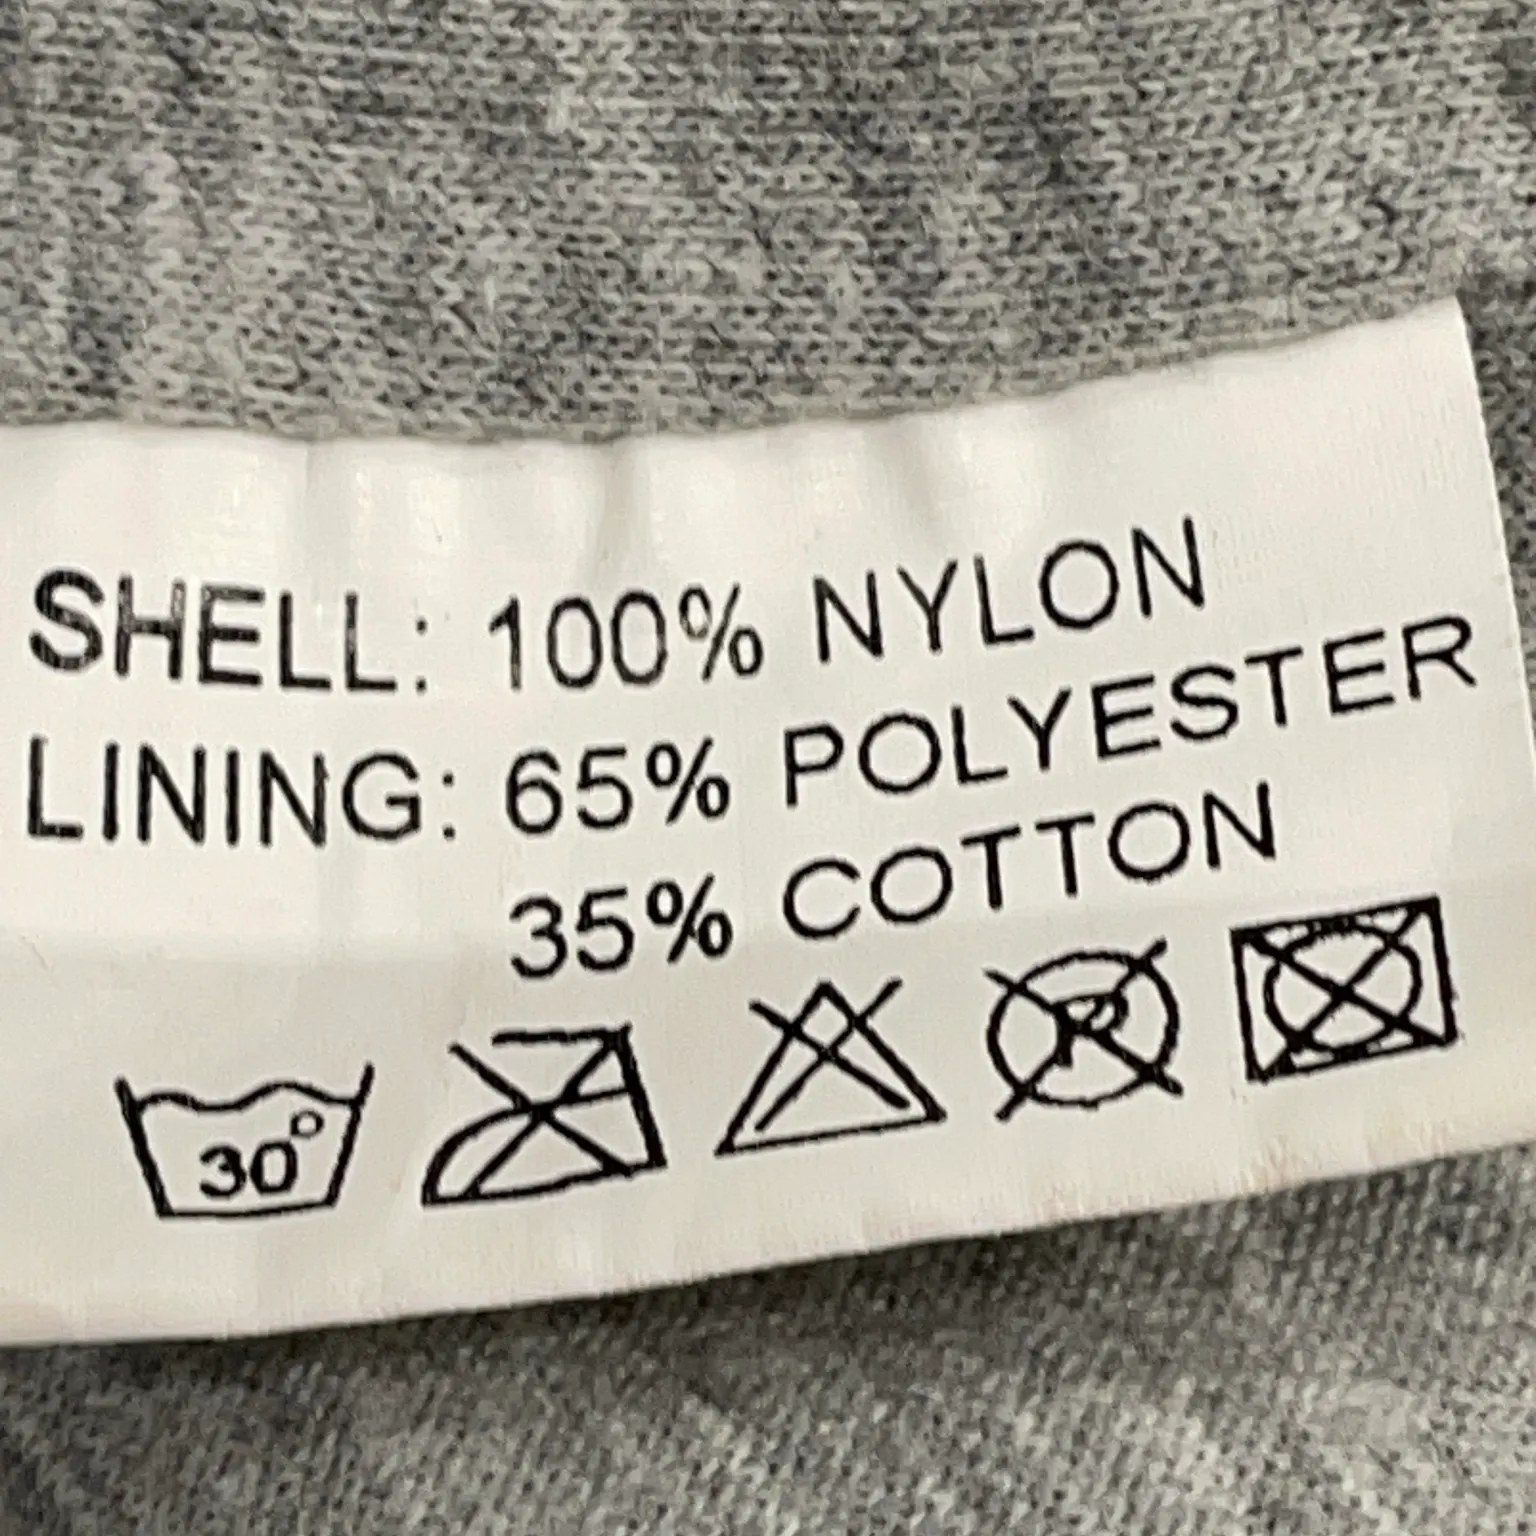 SHELL: 100% NYLON
LINING: 65% POLYESTER
35% COTTON
30°
P